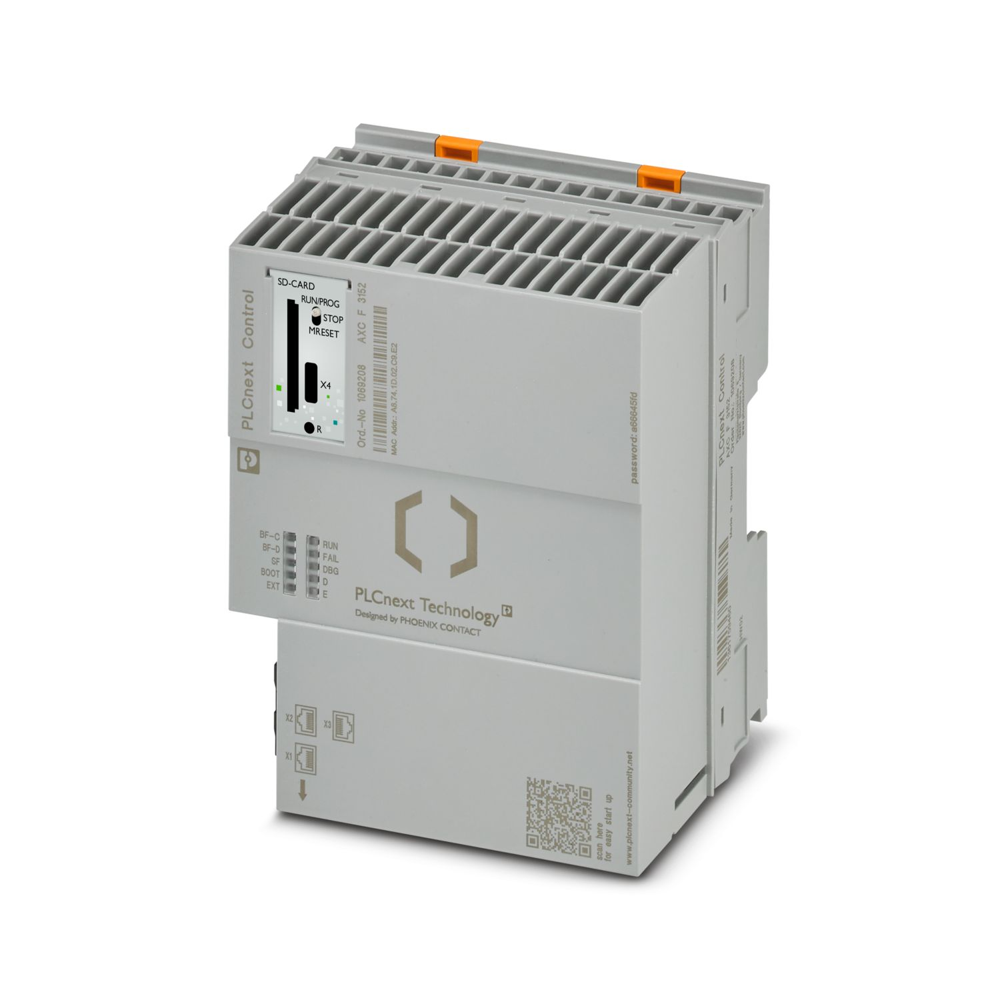 SD-CARD
RUN/PROG
STOP
MRESET
X4
R
PLCnext Control
Ord.-No 1069208 AXC F 3152
MAC Addr.: A8.74.1D.02.C9.E2
password: a66645fd
BF-C
BF-D
SF
BOOT
EXT
RUN
FAIL
DBG
D
E
PLCnext Technology
Designed by PHOENIX CONTACT
X2
X3
X1
scan here
for easy start up
www.plcnext-community.net
PLCnext Control
AXC F 3152
Order No.: 1069208
Made in Germany
HW02